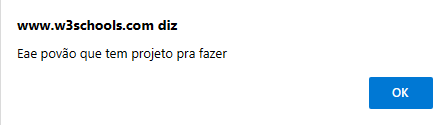 www.w3schools.com diz
Eae povão que tem projeto pra fazer
OK